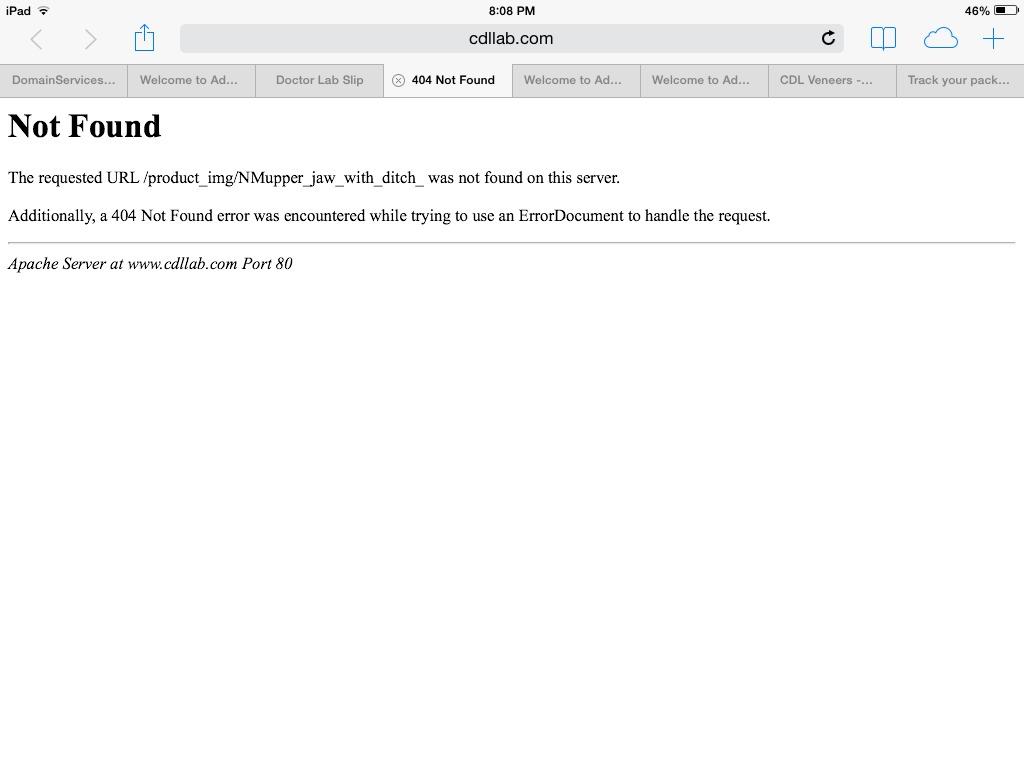 iPad 8:08 PM 46%
cdllab.com
DomainServices... Welcome to Ad... Doctor Lab Slip 404 Not Found Welcome to Ad... Welcome to Ad... CDL Veneers -... Track your pack...
Not Found
The requested URL /product_img/NMupper_jaw_with_ditch_ was not found on this server.
Additionally, a 404 Not Found error was encountered while trying to use an ErrorDocument to handle the request.
Apache Server at www.cdllab.com Port 80